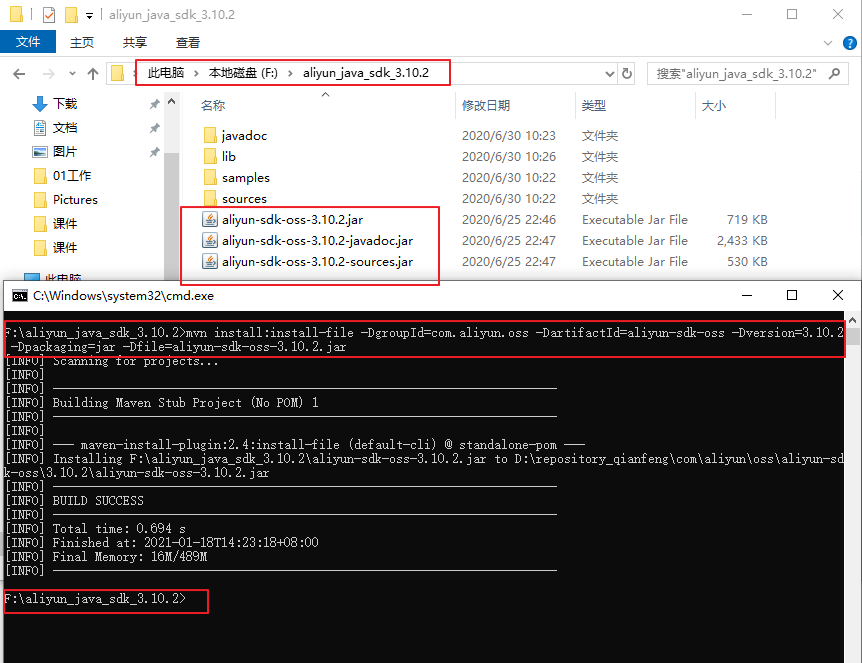 aliyun_java_sdk_3.10.2
文件 主页 共享 查看
此电脑 › 本地磁盘 (F:) › aliyun_java_sdk_3.10.2 搜索"aliyun_java_sdk_3.10.2"
名称 修改日期 类型 大小
下载
文档
图片
01工作
Pictures
课件
课件
此电脑
javadoc 2020/6/30 10:23 文件夹
lib 2020/6/30 10:26 文件夹
samples 2020/6/30 10:22 文件夹
sources 2020/6/30 10:22 文件夹
aliyun-sdk-oss-3.10.2.jar 2020/6/25 22:46 Executable Jar File 719 KB
aliyun-sdk-oss-3.10.2-javadoc.jar 2020/6/25 22:47 Executable Jar File 2,433 KB
aliyun-sdk-oss-3.10.2-sources.jar 2020/6/25 22:47 Executable Jar File 530 KB
C:\Windows\system32\cmd.exe
F:\aliyun_java_sdk_3.10.2>mvn install:install-file -DgroupId=com.aliyun.oss -DartifactId=aliyun-sdk-oss -Dversion=3.10.2
-Dpackaging=jar -Dfile=aliyun-sdk-oss-3.10.2.jar
[INFO] Scanning for projects...
[INFO]
[INFO] ------------------------------------------------------------------------
[INFO] Building Maven Stub Project (No POM) 1
[INFO] ------------------------------------------------------------------------
[INFO]
[INFO] --- maven-install-plugin:2.4:install-file (default-cli) @ standalone-pom ---
[INFO] Installing F:\aliyun_java_sdk_3.10.2\aliyun-sdk-oss-3.10.2.jar to D:\repository_qianfeng\com\aliyun\oss\aliyun-sd
k-oss\3.10.2\aliyun-sdk-oss-3.10.2.jar
[INFO] ------------------------------------------------------------------------
[INFO] BUILD SUCCESS
[INFO] ------------------------------------------------------------------------
[INFO] Total time: 0.694 s
[INFO] Finished at: 2021-01-18T14:23:18+08:00
[INFO] Final Memory: 16M/489M
[INFO] ------------------------------------------------------------------------
F:\aliyun_java_sdk_3.10.2>